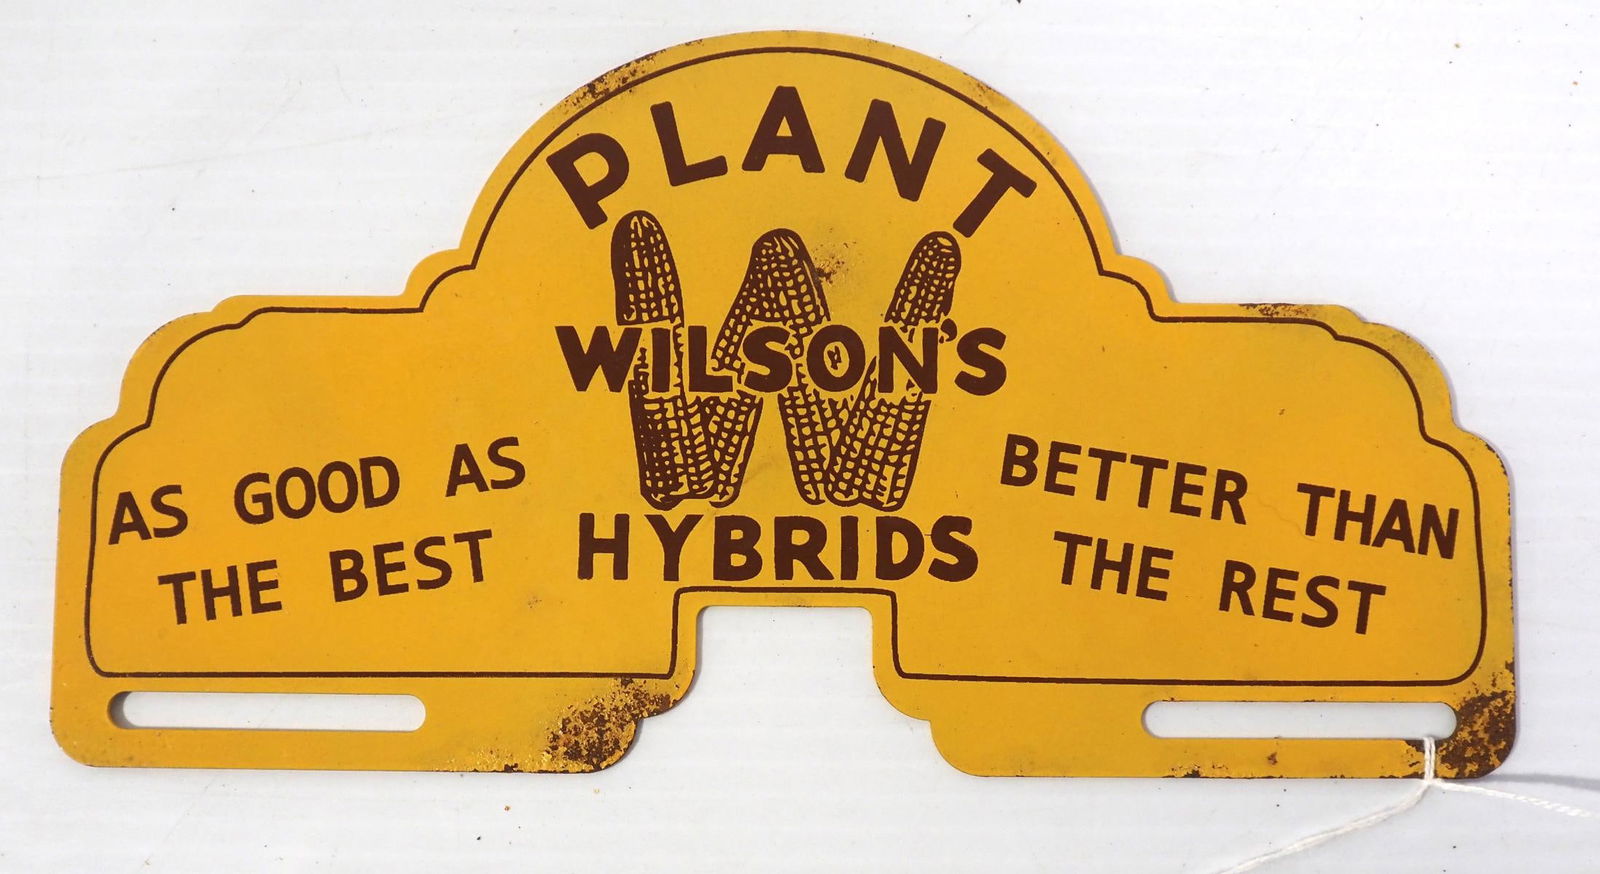 PLANT
WILSON'S
HYBRIDS
AS GOOD AS
THE BEST
BETTER THAN
THE REST